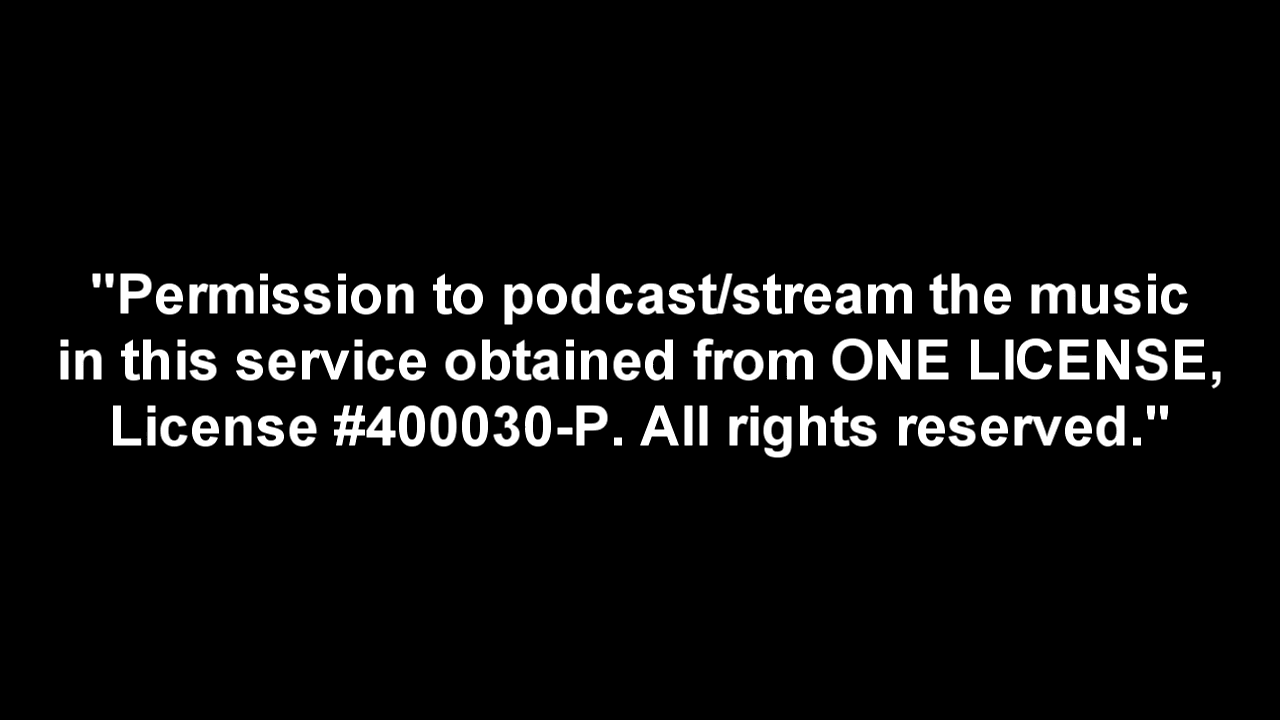 "Permission to podcast/stream the music
in this service obtained from ONE LICENSE,
License #400030-P. All rights reserved."